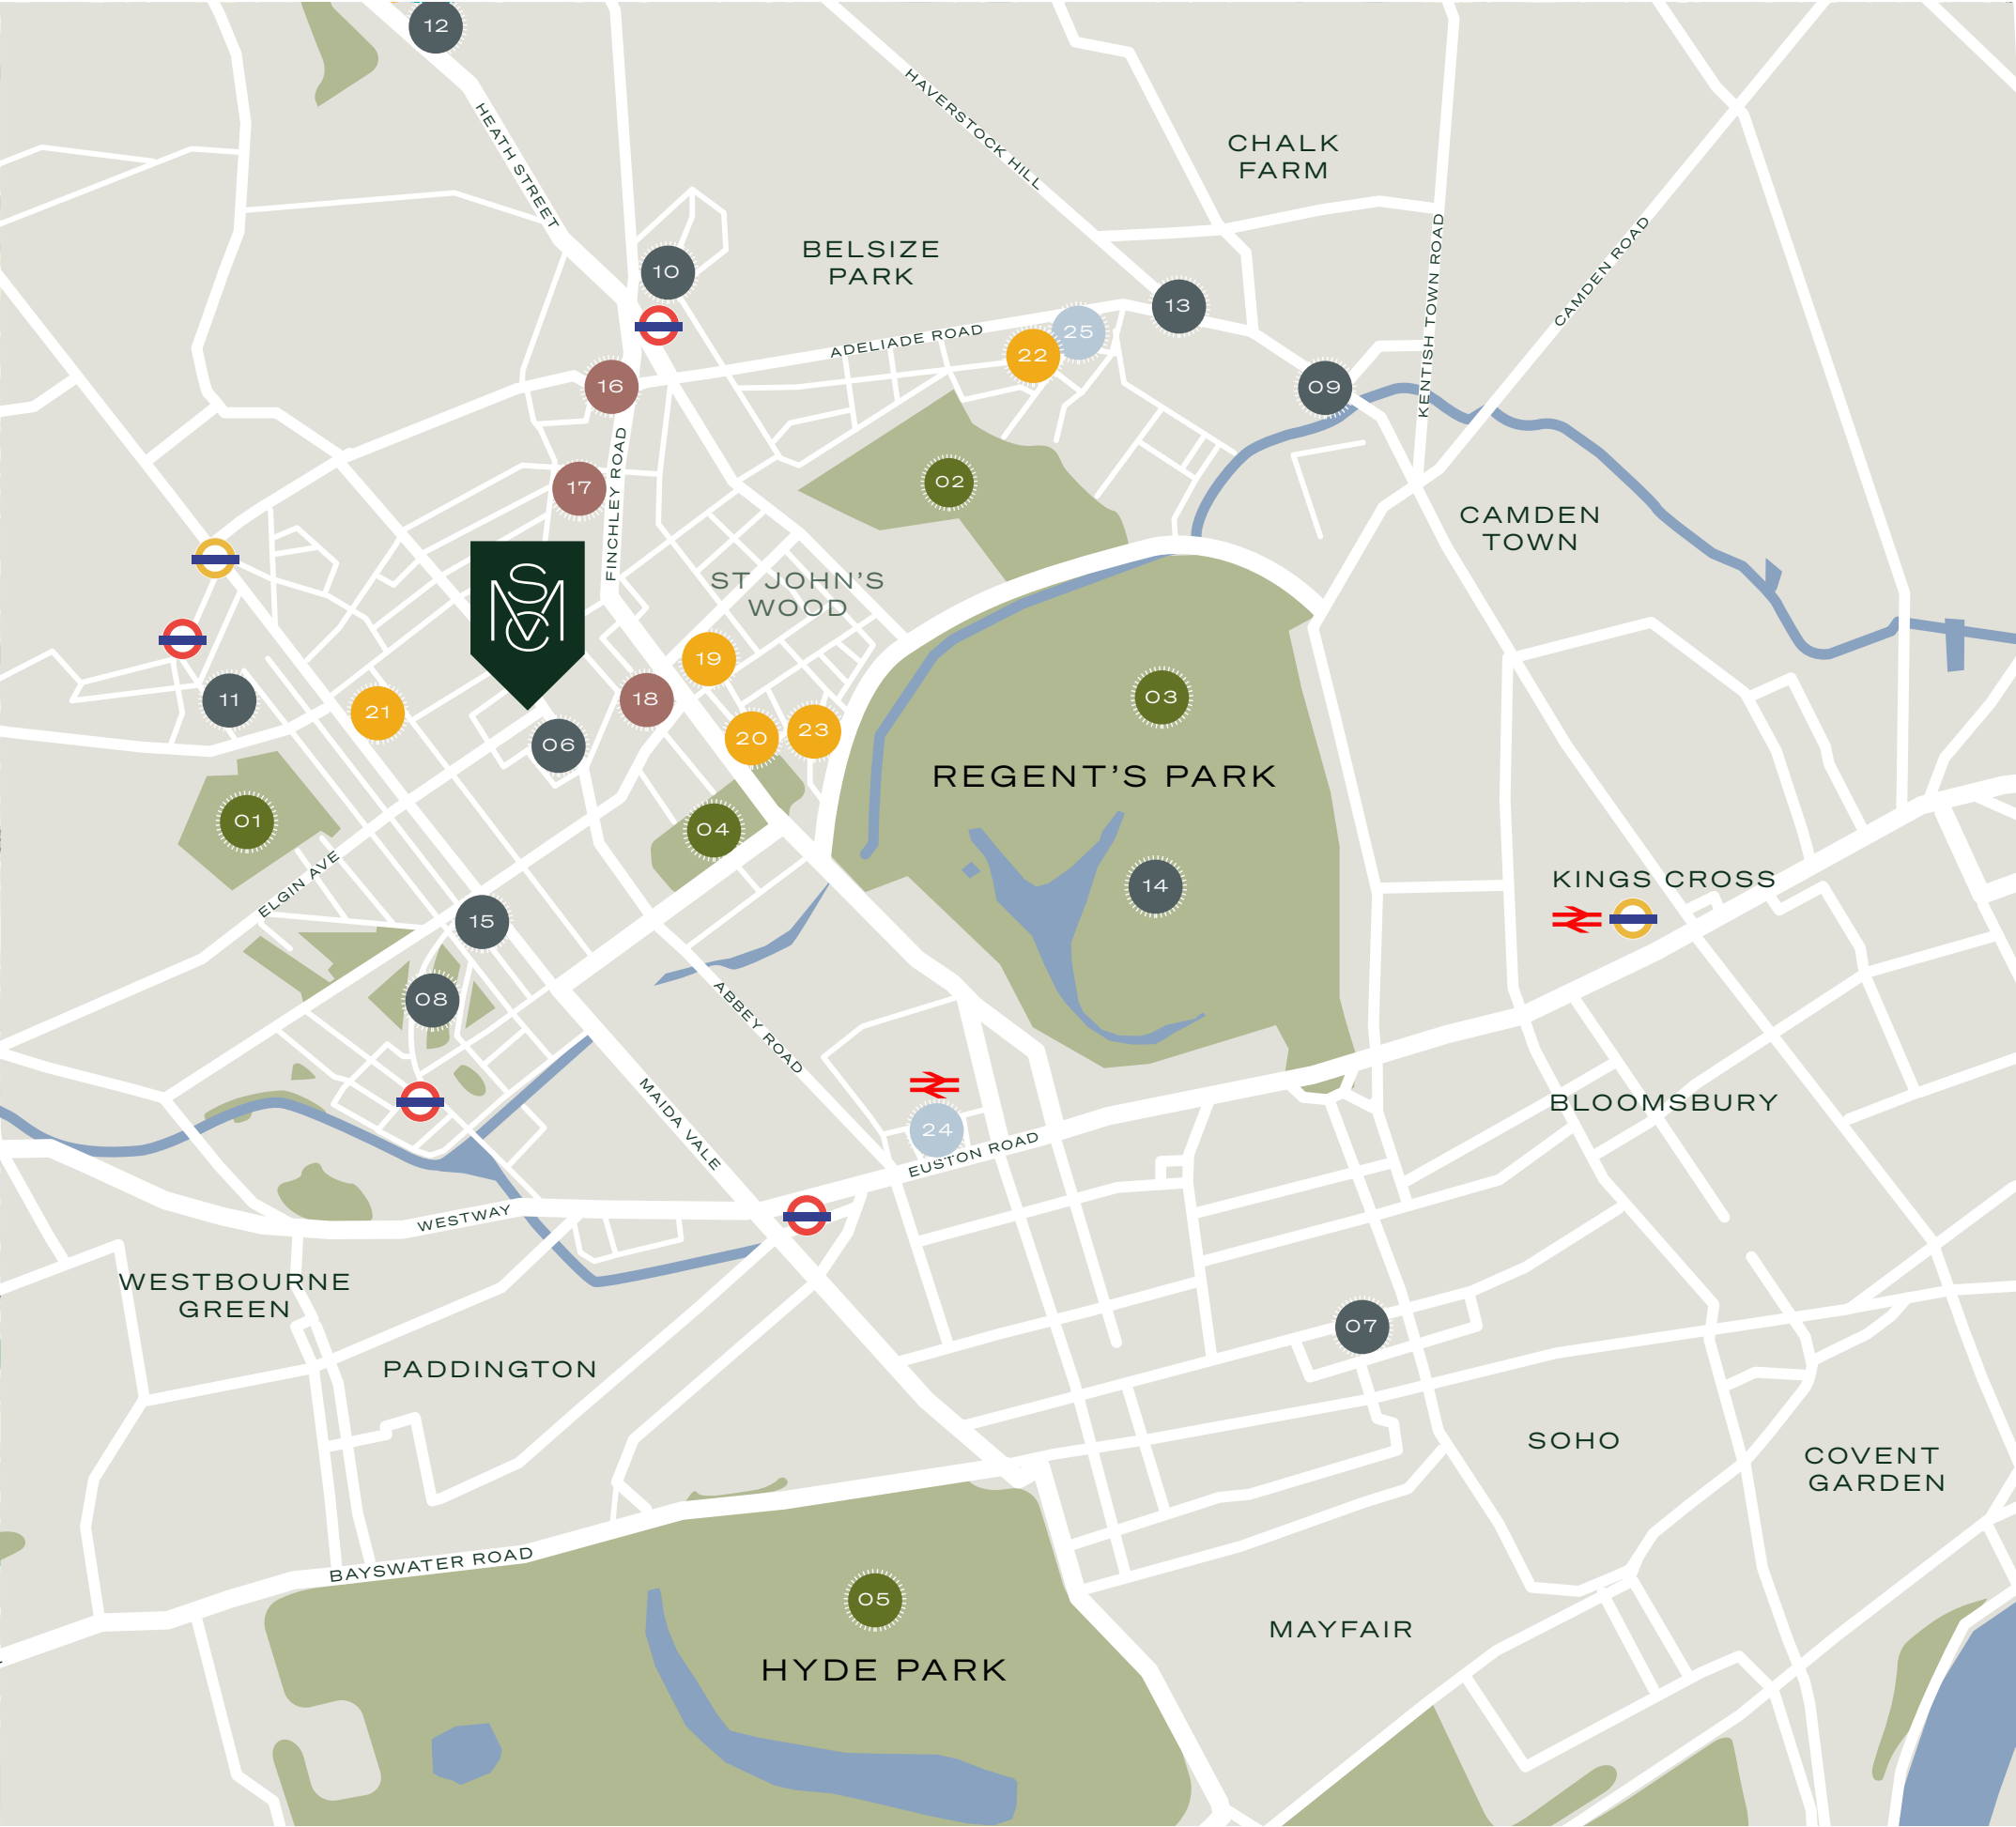 12
HEATH STREET
HAVERSTOCK HILL
CHALK
FARM
BELSIZE
PARK
10
13
KENTISH TOWN ROAD
CAMDEN ROAD
ADELIADE ROAD
25
22
16
09
FINCHLEY ROAD
17
02
CAMDEN
TOWN
SMVC
ST JOHN'S
WOOD
19
18
03
11
21
06
20
23
REGENT'S PARK
01
04
14
ELGIN AVE
KINGS CROSS
15
08
ABBEY ROAD
MAIDA VALE
24
EUSTON ROAD
BLOOMSBURY
WESTWAY
WESTBOURNE
GREEN
07
PADDINGTON
SOHO
COVENT
GARDEN
BAYSWATER ROAD
05
MAYFAIR
HYDE PARK